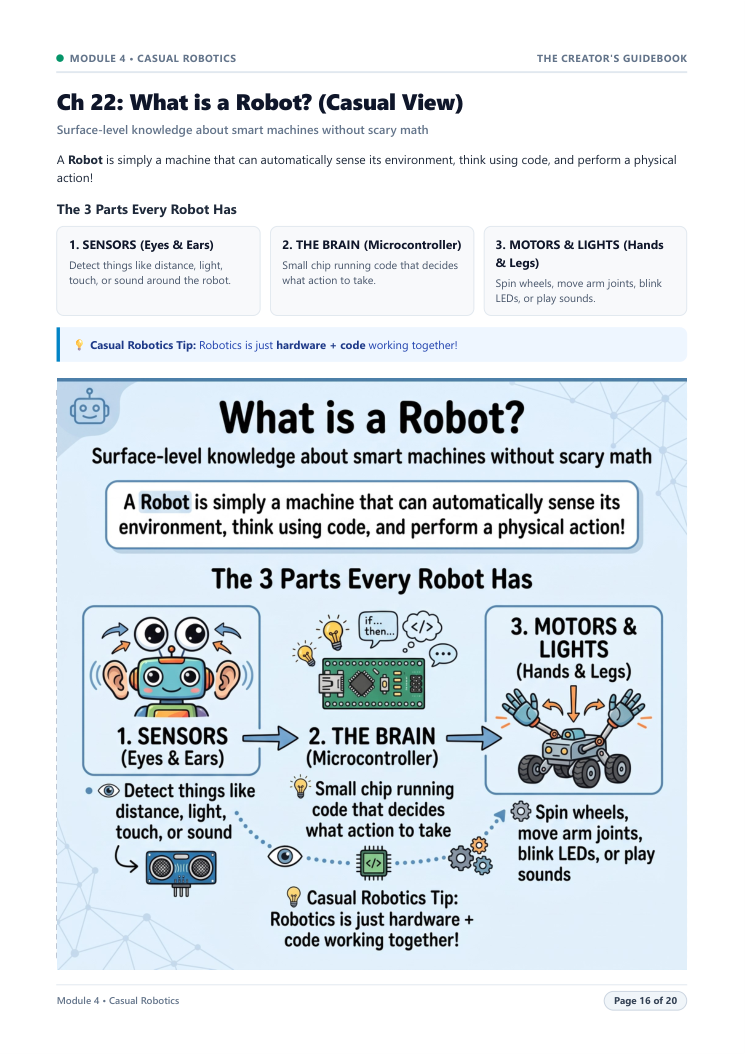 MODULE 4 • CASUAL ROBOTICS
THE CREATOR'S GUIDEBOOK
Ch 22: What is a Robot? (Casual View)
Surface-level knowledge about smart machines without scary math
A Robot is simply a machine that can automatically sense its environment, think using code, and perform a physical
action!
The 3 Parts Every Robot Has
1. SENSORS (Eyes & Ears)
Detect things like distance, light,
touch, or sound around the robot.
2. THE BRAIN (Microcontroller)
Small chip running code that decides
what action to take.
3. MOTORS & LIGHTS (Hands
& Legs)
Spin wheels, move arm joints, blink
LEDs, or play sounds.
💡 Casual Robotics Tip: Robotics is just hardware + code working together!
What is a Robot?
Surface-level knowledge about smart machines without scary math
A Robot is simply a machine that can automatically sense its
environment, think using code, and perform a physical action!
The 3 Parts Every Robot Has
1. SENSORS
(Eyes & Ears)
Detect things like
distance, light,
touch, or sound
if...
then...
</>
2. THE BRAIN
(Microcontroller)
Small chip running
code that decides
what action to take
3. MOTORS &
LIGHTS
(Hands & Legs)
Spin wheels,
move arm joints,
blink LEDs, or play
sounds
</>
Casual Robotics Tip:
Robotics is just hardware +
code working together!
Module 4 • Casual Robotics
Page 16 of 20